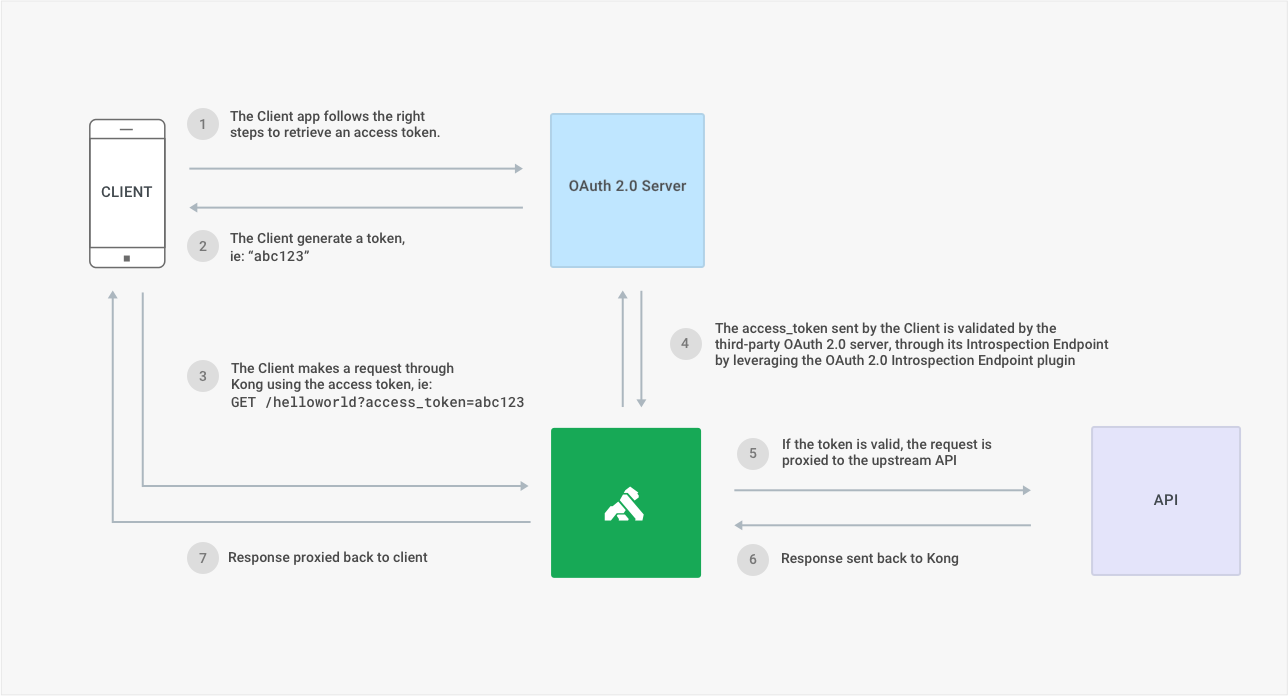 1
The Client app follows the right
steps to retrieve an access token.
CLIENT
OAuth 2.0 Server
2
The Client generate a token,
ie: “abc123”
3
The Client makes a request through
Kong using the access token, ie:
GET /helloworld?access_token=abc123
4
The access_token sent by the Client is validated by the
third-party OAuth 2.0 server, through its Introspection Endpoint
by leveraging the OAuth 2.0 Introspection Endpoint plugin
5
If the token is valid, the request is
proxied to the upstream API
API
6
Response sent back to Kong
7
Response proxied back to client